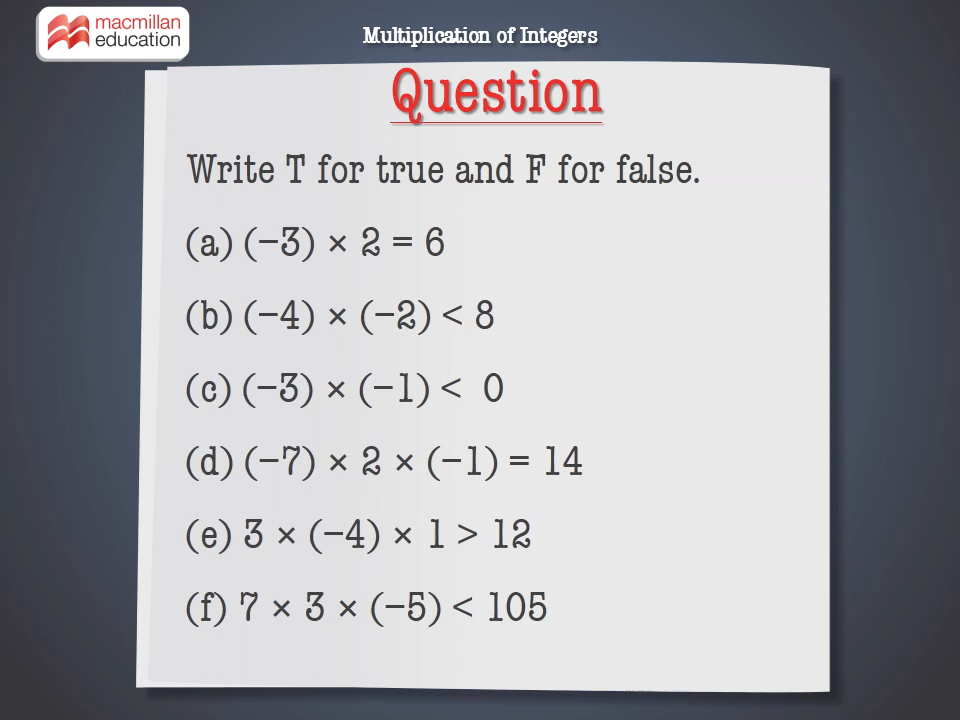 macmillan
education
Multiplication of Integers
Question
Write T for true and F for false.
(a) (−3) × 2 = 6
(b) (−4) × (−2) < 8
(c) (−3) × (−1) < 0
(d) (−7) × 2 × (−1) = 14
(e) 3 × (−4) × 1 > 12
(f) 7 × 3 × (−5) < 105